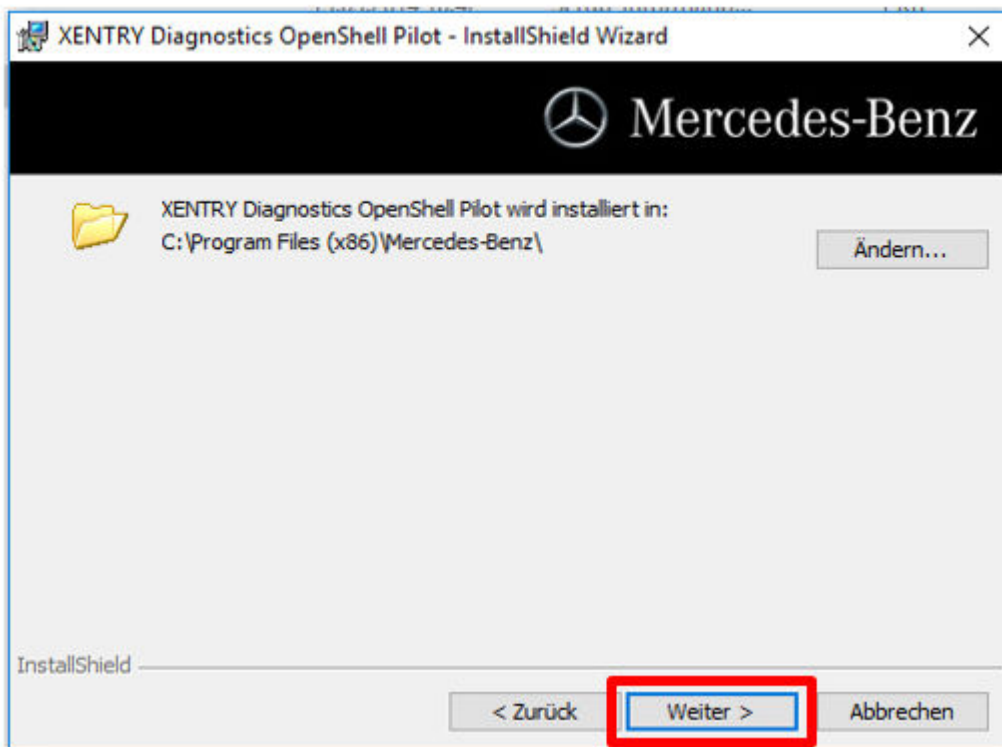 XENTRY Diagnostics OpenShell Pilot - InstallShield Wizard
Mercedes-Benz
XENTRY Diagnostics OpenShell Pilot wird installiert in:
C:\Program Files (x86)\Mercedes-Benz\
Ändern...
InstallShield
< Zurück Weiter > Abbrechen